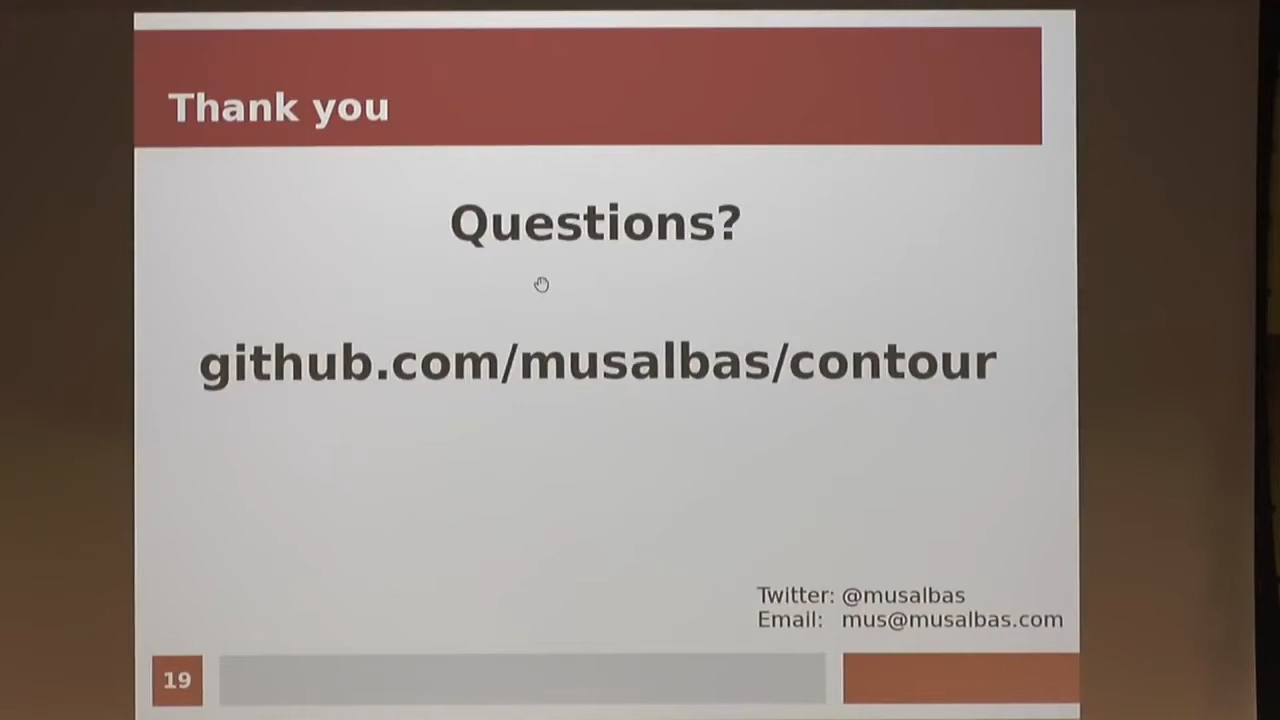 Thank you
Questions?
github.com/musalbas/contour
Twitter: @musalbas
Email: mus@musalbas.com
19